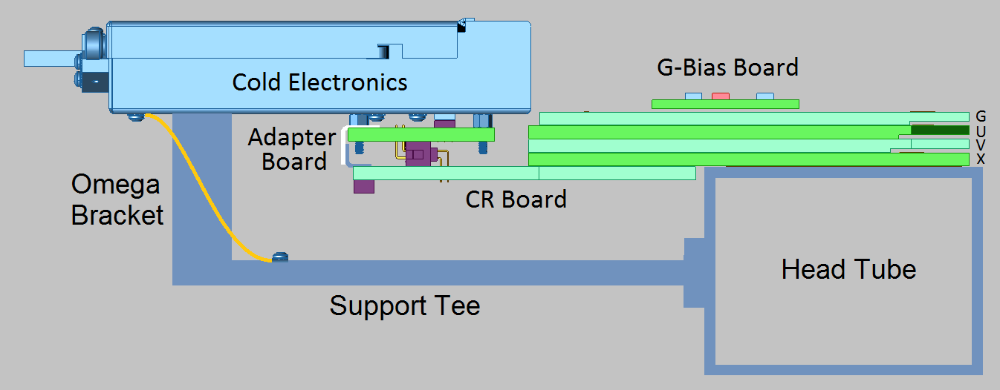 Cold Electronics
G-Bias Board
G
U
V
X
Adapter
Board
Omega
Bracket
CR Board
Head Tube
Support Tee